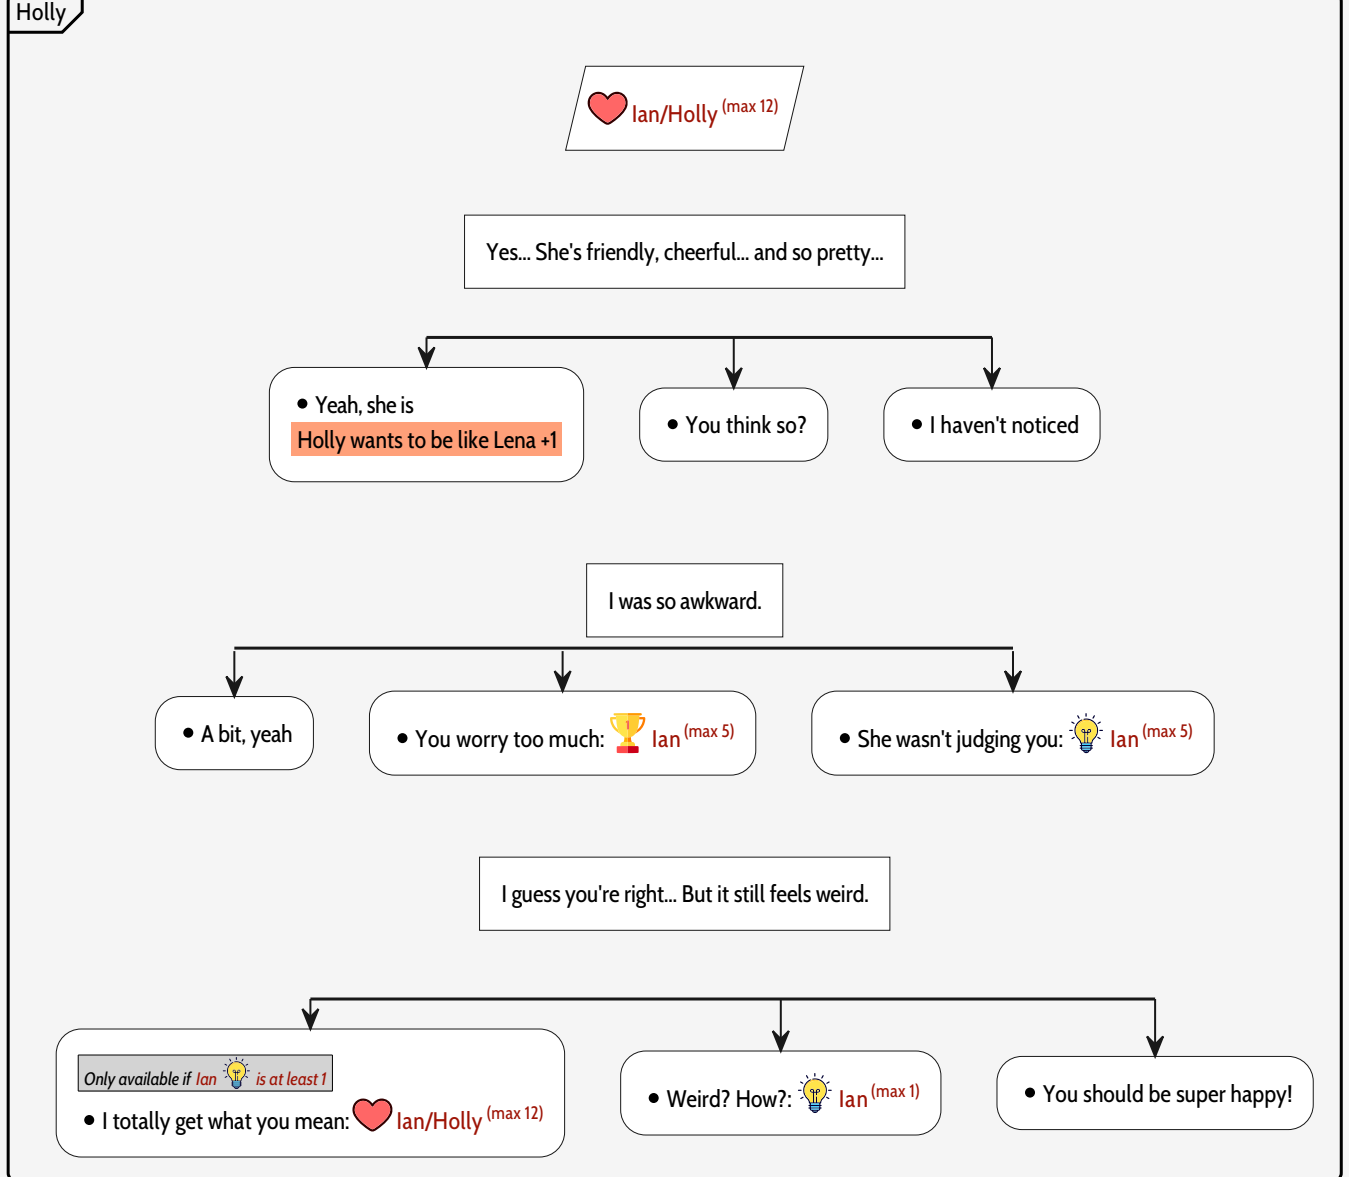 Holly
Ian/Holly (max 12)
Yes... She's friendly, cheerful... and so pretty...
• Yeah, she is
Holly wants to be like Lena +1
• You think so?
• I haven't noticed
I was so awkward.
• A bit, yeah
• You worry too much: 1 Ian (max 5)
• She wasn't judging you: Ian (max 5)
I guess you're right... But it still feels weird.
Only available if Ian is at least 1
• I totally get what you mean: Ian/Holly (max 12)
• Weird? How?: Ian (max 1)
• You should be super happy!